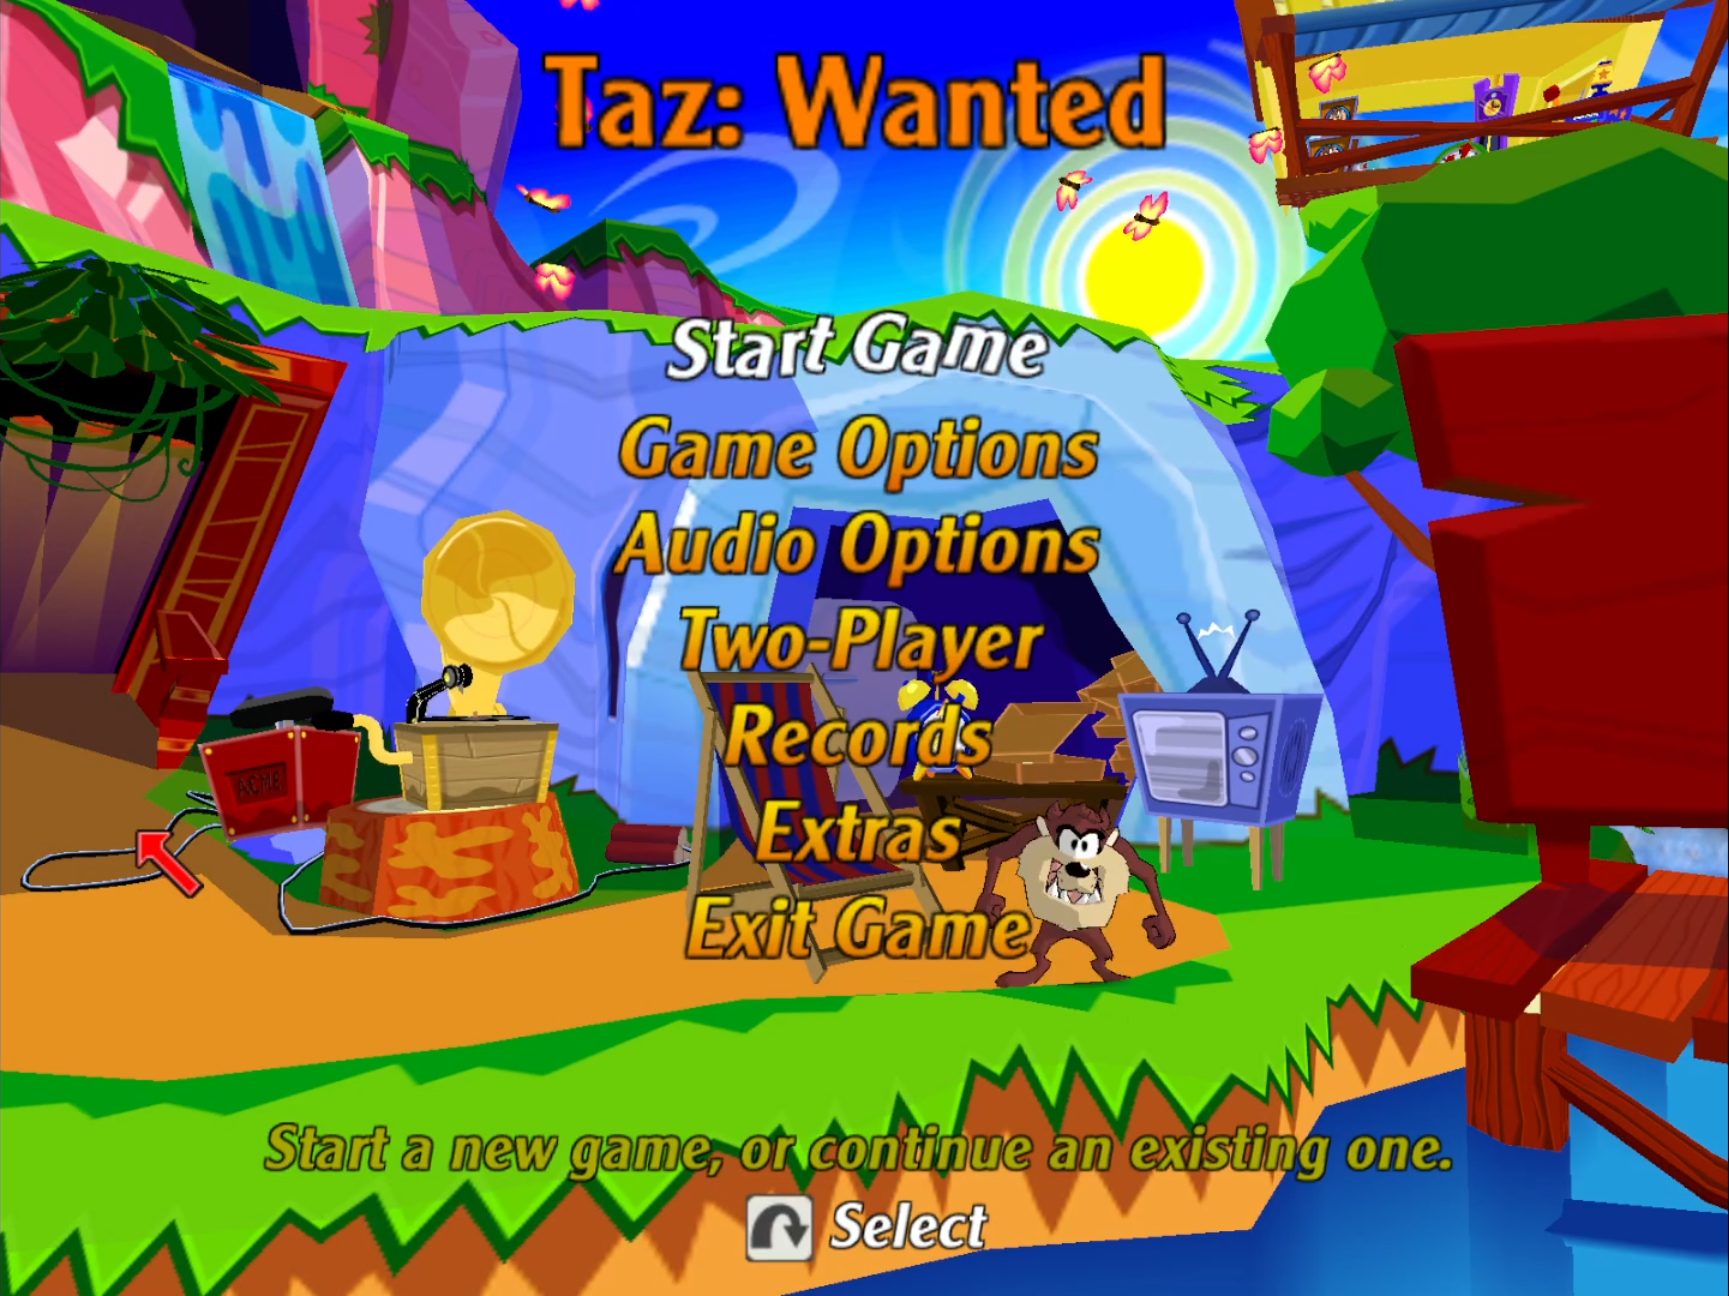 Taz: Wanted
Start Game
Game Options
Audio Options
Two-Player
Records
ACME
Extras
Exit Game
Start a new game, or continue an existing one.
Select